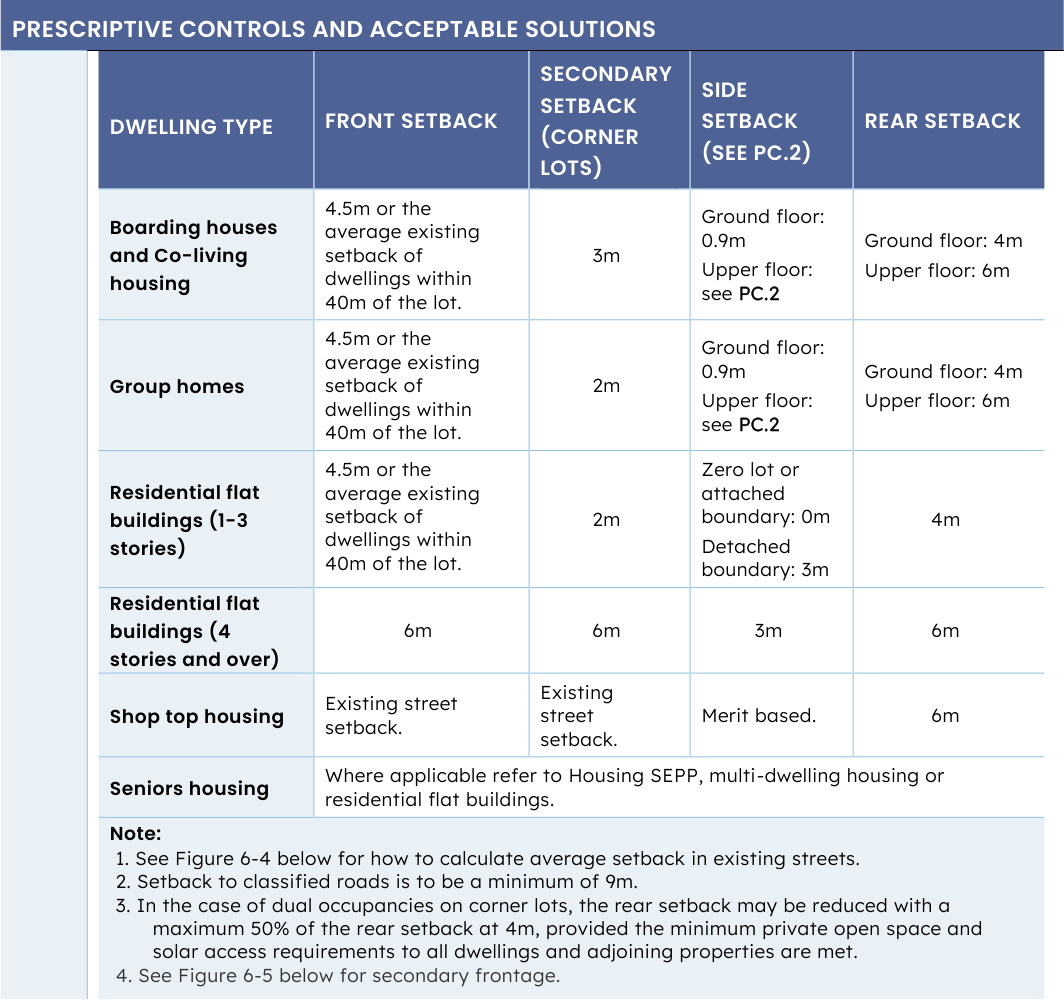 PRESCRIPTIVE CONTROLS AND ACCEPTABLE SOLUTIONS
DWELLING TYPE
FRONT SETBACK
SECONDARY
SETBACK
(CORNER
LOTS)
SIDE
SETBACK
(SEE PC.2)
REAR SETBACK
Boarding houses
and Co-living
housing
4.5m or the
average existing
setback of
dwellings within
40m of the lot.
3m
Ground floor:
0.9m
Upper floor:
see PC.2
Ground floor: 4m
Upper floor: 6m
Group homes
4.5m or the
average existing
setback of
dwellings within
40m of the lot.
2m
Ground floor:
0.9m
Upper floor:
see PC.2
Ground floor: 4m
Upper floor: 6m
Residential flat
buildings (1-3
stories)
4.5m or the
average existing
setback of
dwellings within
40m of the lot.
2m
Zero lot or
attached
boundary: 0m
Detached
boundary: 3m
4m
Residential flat
buildings (4
stories and over)
6m
6m
3m
6m
Shop top housing
Existing street
setback.
Existing
street
setback.
Merit based.
6m
Seniors housing
Where applicable refer to Housing SEPP, multi-dwelling housing or
residential flat buildings.
Note:
1. See Figure 6-4 below for how to calculate average setback in existing streets.
2. Setback to classified roads is to be a minimum of 9m.
3. In the case of dual occupancies on corner lots, the rear setback may be reduced with a
maximum 50% of the rear setback at 4m, provided the minimum private open space and
solar access requirements to all dwellings and adjoining properties are met.
4. See Figure 6-5 below for secondary frontage.